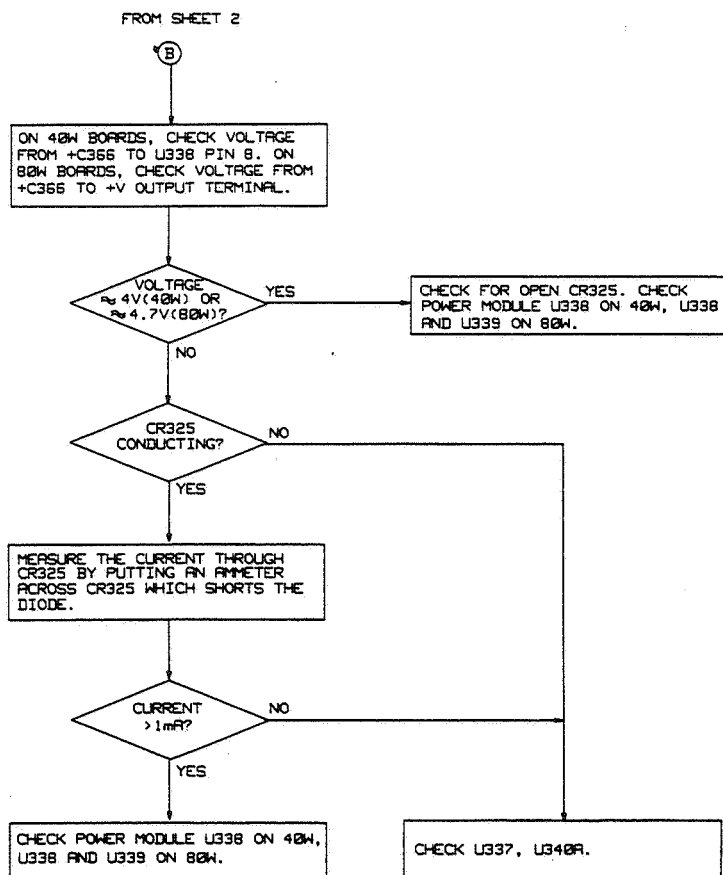 FROM SHEET 2
B
ON 40W BOARDS, CHECK VOLTAGE
FROM +C366 TO U338 PIN 8. ON
80W BOARDS, CHECK VOLTAGE FROM
+C366 TO +V OUTPUT TERMINAL.
VOLTAGE
≈ 4V(40W) OR
≈ 4.7V(80W)?
YES
CHECK FOR OPEN CR325. CHECK
POWER MODULE U338 ON 40W, U338
AND U339 ON 80W.
NO
CR325
CONDUCTING?
NO
YES
MEASURE THE CURRENT THROUGH
CR325 BY PUTTING AN AMMETER
ACROSS CR325 WHICH SHORTS THE
DIODE.
CURRENT
>1mA?
NO
YES
CHECK POWER MODULE U338 ON 40W,
U338 AND U339 ON 80W.
CHECK U337, U340A.